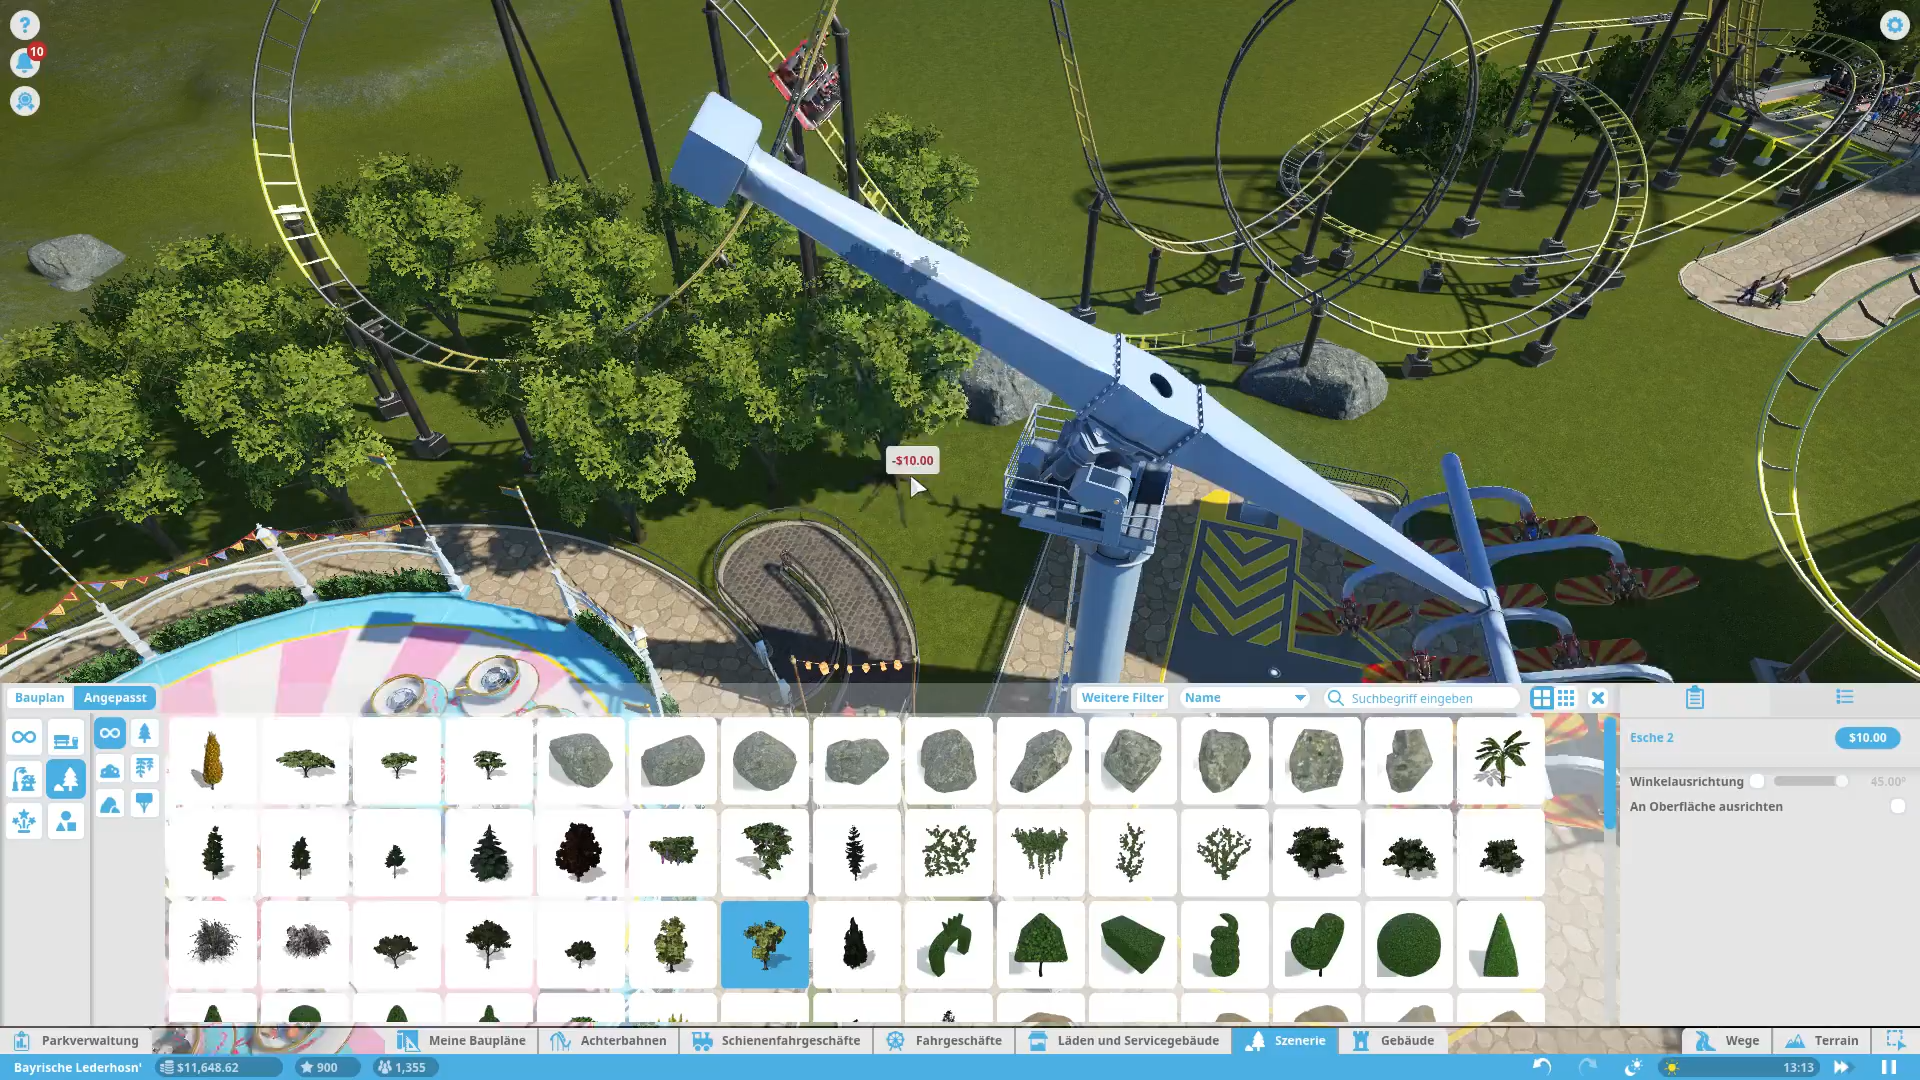 ?
10
-$10.00
Bauplan Angepasst
Weitere Filter Name Suchbegriff eingeben
Esche 2 $10.00
Winkelausrichtung 45.00°
An Oberfläche ausrichten
Parkverwaltung Meine Baupläne Achterbahnen Schienenfahrgeschäfte Fahrgeschäfte Läden und Servicegebäude Szenerie Gebäude Wege Terrain
Bayrische Lederhosn' $11,648.62 900 1,355 13:13